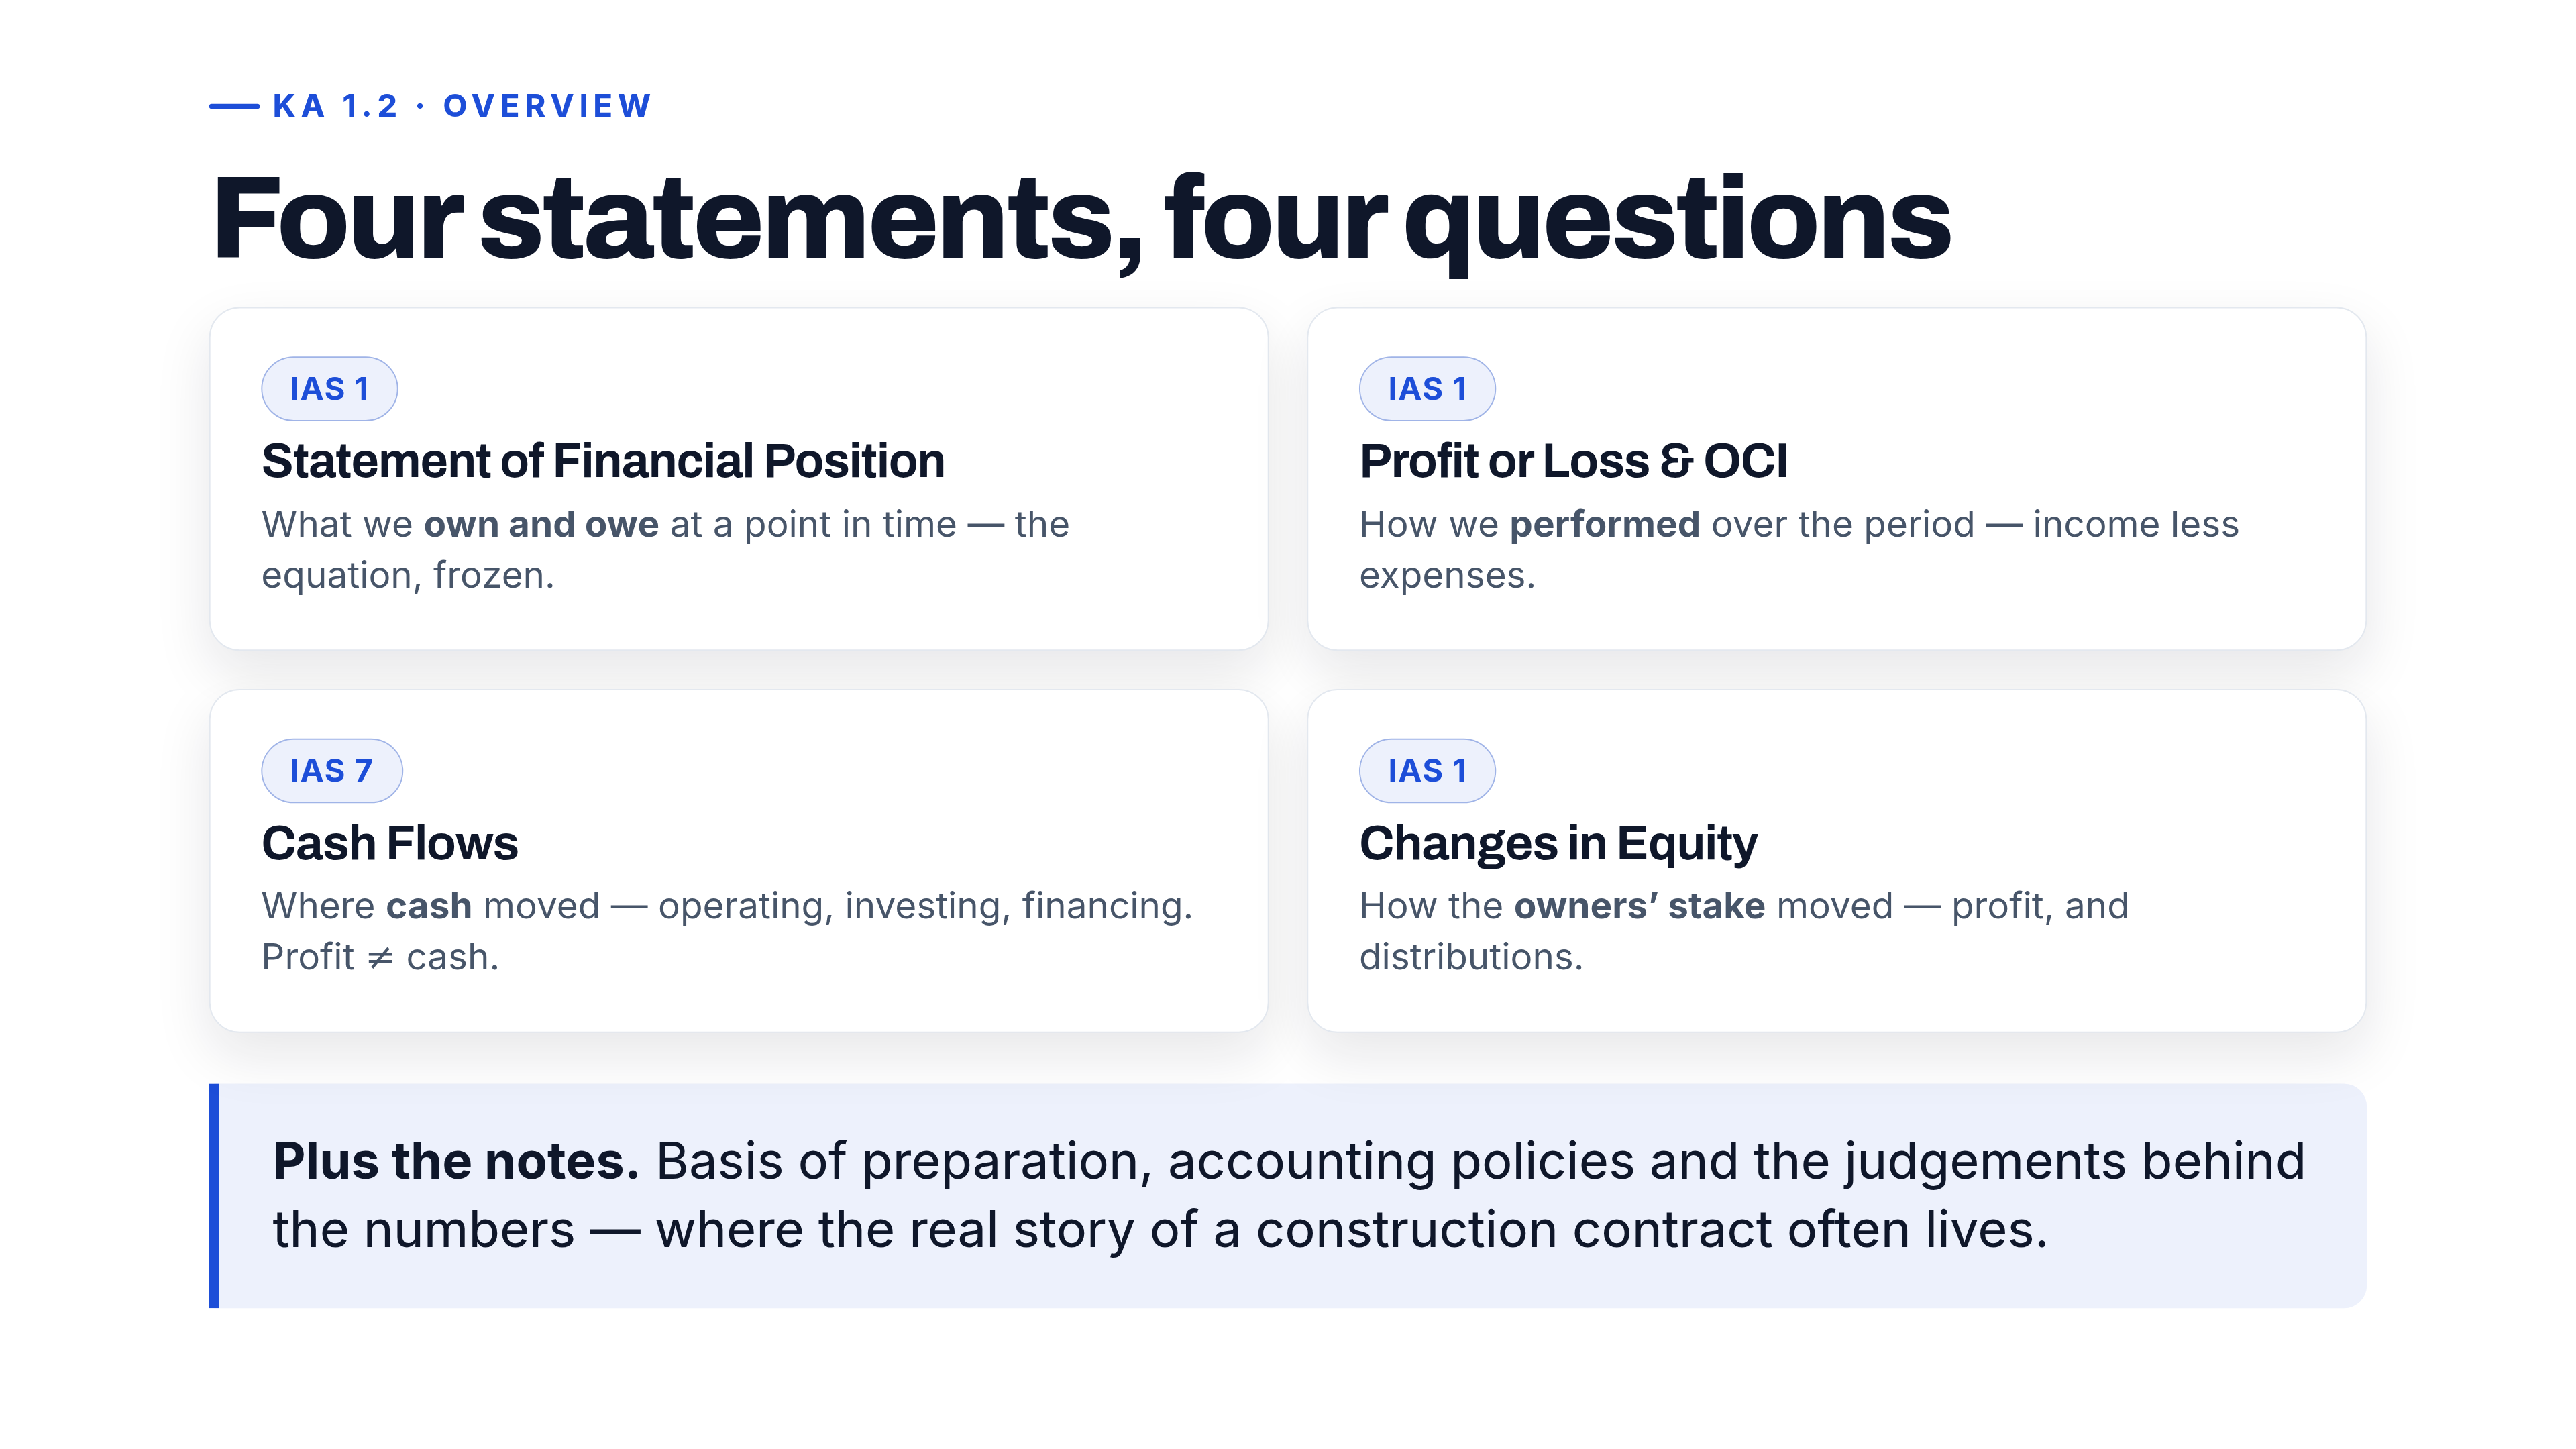 KA 1.2 · OVERVIEW
Four statements, four questions
IAS 1
Statement of Financial Position
What we own and owe at a point in time — the
equation, frozen.
IAS 1
Profit or Loss & OCI
How we performed over the period — income less
expenses.
IAS 7
Cash Flows
Where cash moved — operating, investing, financing.
Profit ≠ cash.
IAS 1
Changes in Equity
How the owners’ stake moved — profit, and
distributions.
Plus the notes. Basis of preparation, accounting policies and the judgements behind
the numbers — where the real story of a construction contract often lives.